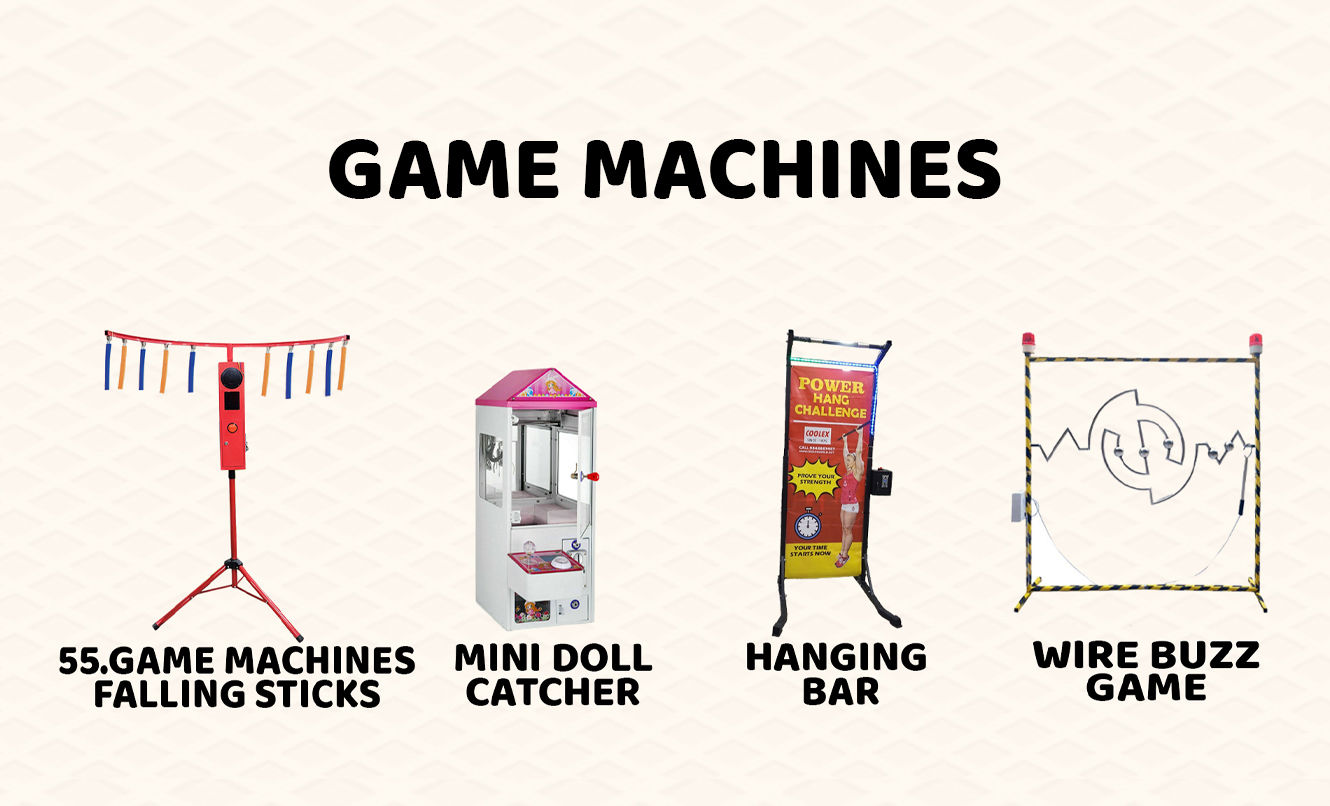 GAME MACHINES
POWER
HANG
CHALLENGE
COOLEX
PROVE YOUR
STRENGTH
YOUR TIME
STARTS NOW
55.GAME MACHINES
FALLING STICKS
MINI DOLL
CATCHER
HANGING
BAR
WIRE BUZZ
GAME